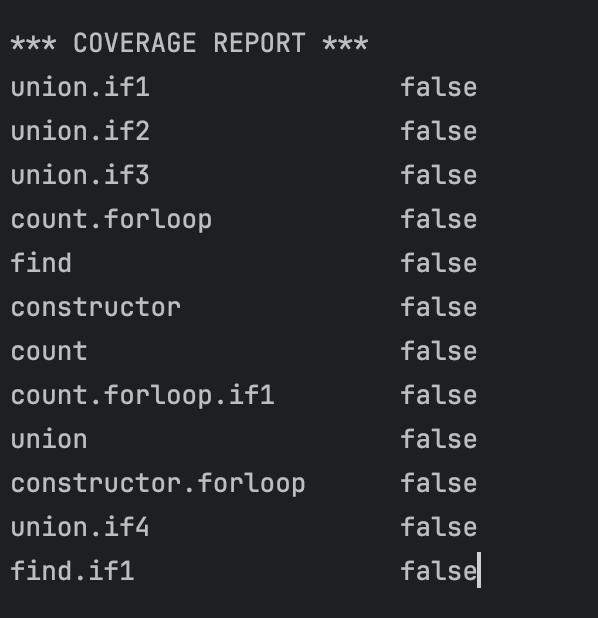 *** COVERAGE REPORT ***
union.if1 false
union.if2 false
union.if3 false
count.forloop false
find false
constructor false
count false
count.forloop.if1 false
union false
constructor.forloop false
union.if4 false
find.if1 false